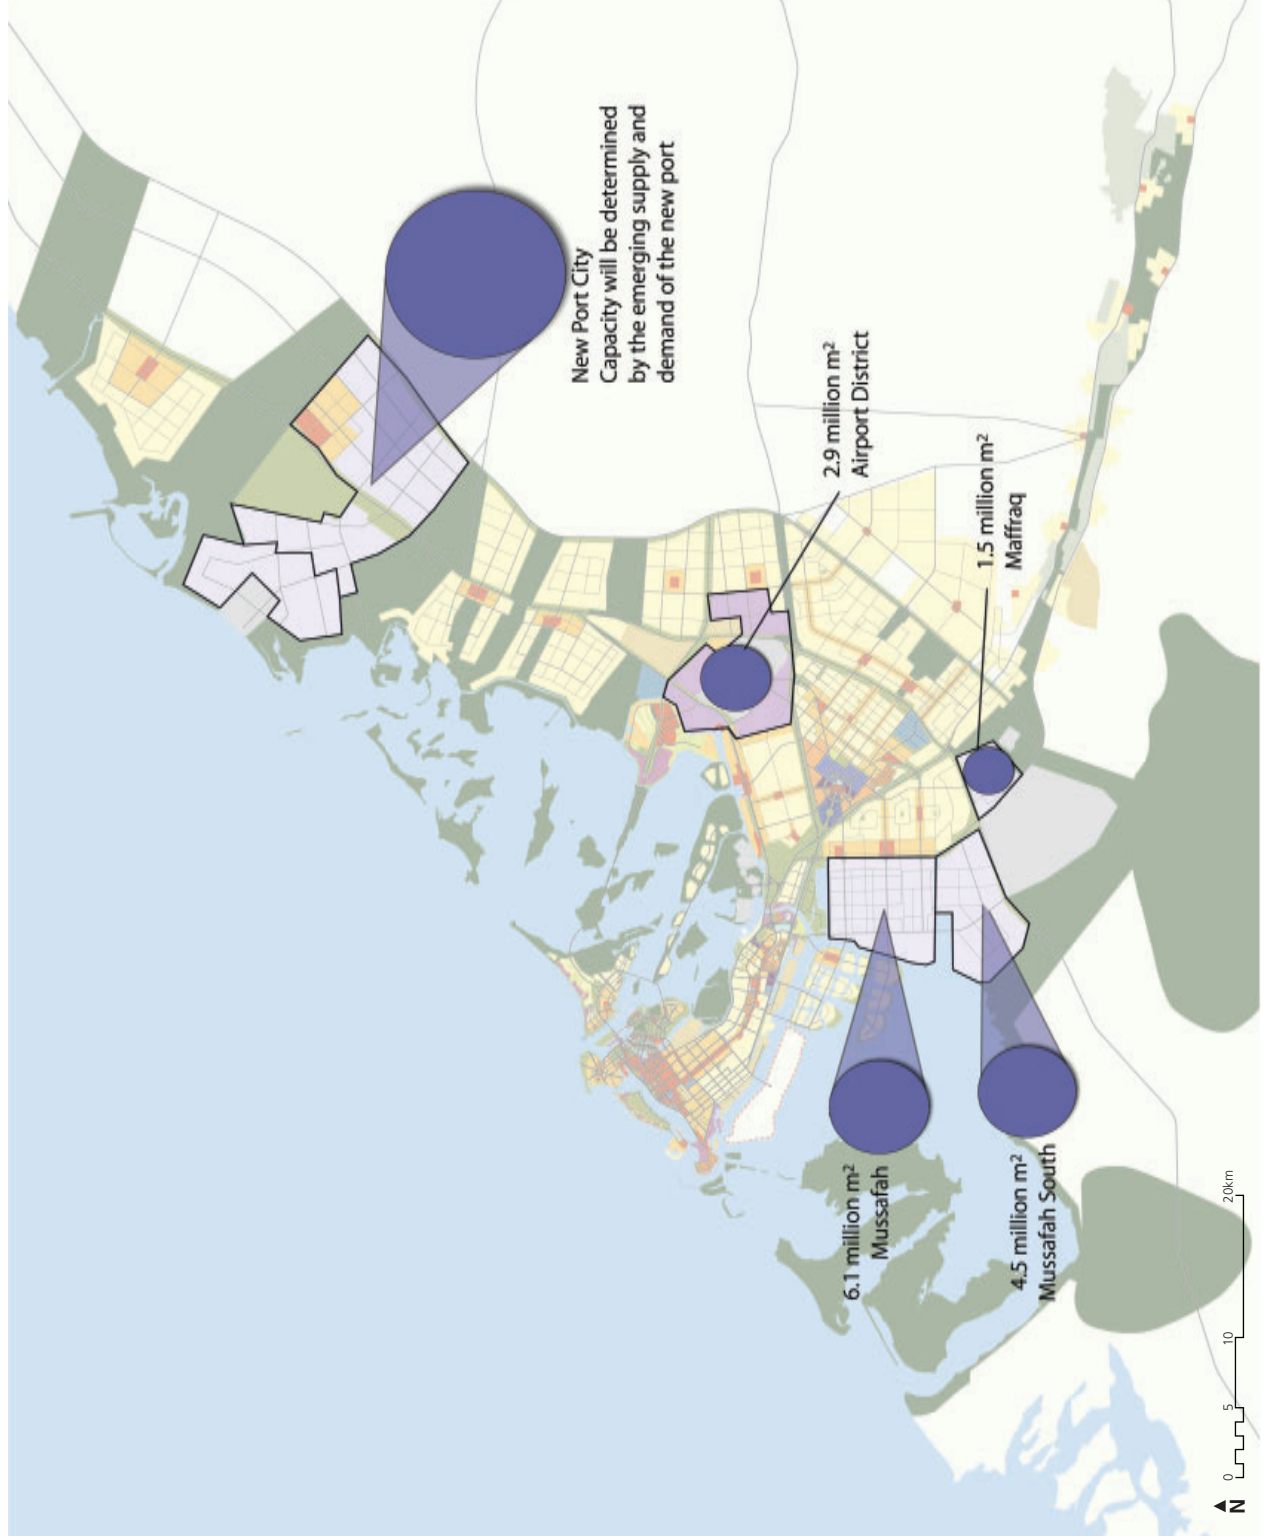 New Port City
Capacity will be determined
by the emerging supply and
demand of the new port
2.9 million m²
Airport District
1.5 million m²
Maffraq
6.1 million m²
Mussafah
4.5 million m²
Mussafah South
0 5 10 20km
N